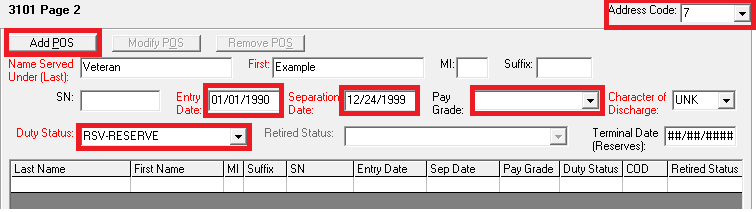 3101 Page 2 Address Code: 7
Add POS Modify POS Remove POS
Name Served Under (Last): Veteran First: Example MI: Suffix:
SN: Entry Date: 01/01/1990 Separation Date: 12/24/1999 Pay Grade: Character of Discharge: UNK
Duty Status: RSV-RESERVE Retired Status: Terminal Date (Reserves): ##/##/####
Last Name First Name MI Suffix SN Entry Date Sep Date Pay Grade Duty Status COD Retired Status